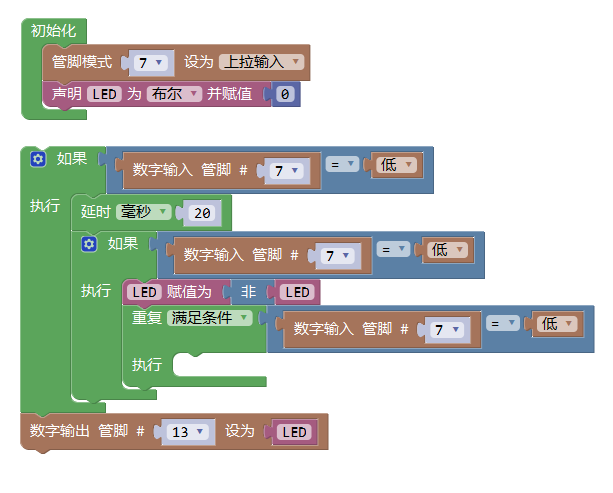 初始化
管脚模式 7 设为 上拉输入
声明 LED 为 布尔 并赋值 0
如果 数字输入 管脚 # 7 = 低
执行 延时 毫秒 20
如果 数字输入 管脚 # 7 = 低
执行 LED 赋值为 非 LED
重复 满足条件 数字输入 管脚 # 7 = 低
执行
数字输出 管脚 # 13 设为 LED